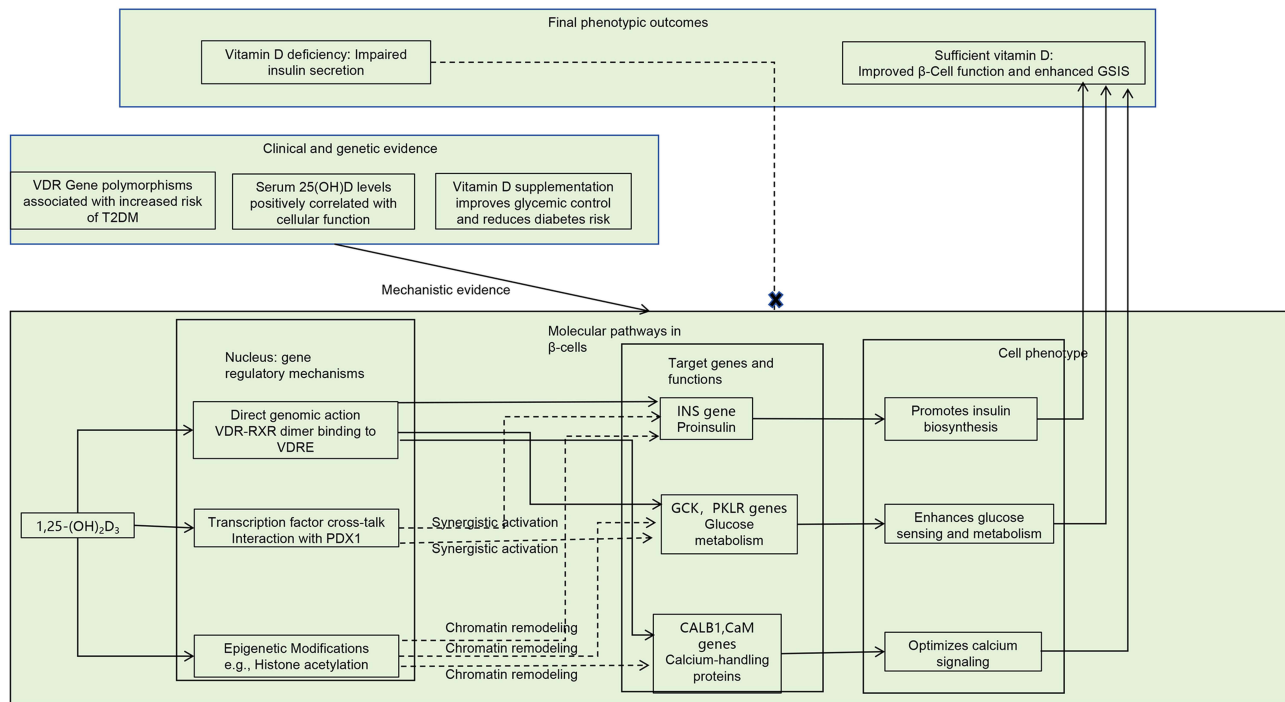 Final phenotypic outcomes
Vitamin D deficiency: Impaired
insulin secretion
Sufficient vitamin D:
Improved β-Cell function and enhanced GSIS
Clinical and genetic evidence
VDR Gene polymorphisms
associated with increased risk
of T2DM
Serum 25(OH)D levels
positively correlated with
cellular function
Vitamin D supplementation
improves glycemic control
and reduces diabetes risk
Mechanistic evidence
Molecular pathways in
β-cells
Nucleus: gene
regulatory mechanisms
Target genes and
functions
Cell phenotype
Direct genomic action
VDR-RXR dimer binding to
VDRE
INS gene
Proinsulin
Promotes insulin
biosynthesis
1,25-(OH)₂D₃
Transcription factor cross-talk
Interaction with PDX1
Synergistic activation
Synergistic activation
GCK，PKLR genes
Glucose
metabolism
Enhances glucose
sensing and metabolism
Epigenetic Modifications
e.g., Histone acetylation
Chromatin remodeling
Chromatin remodeling
Chromatin remodeling
CALB1,CaM
genes
Calcium-handling
proteins
Optimizes calcium
signaling